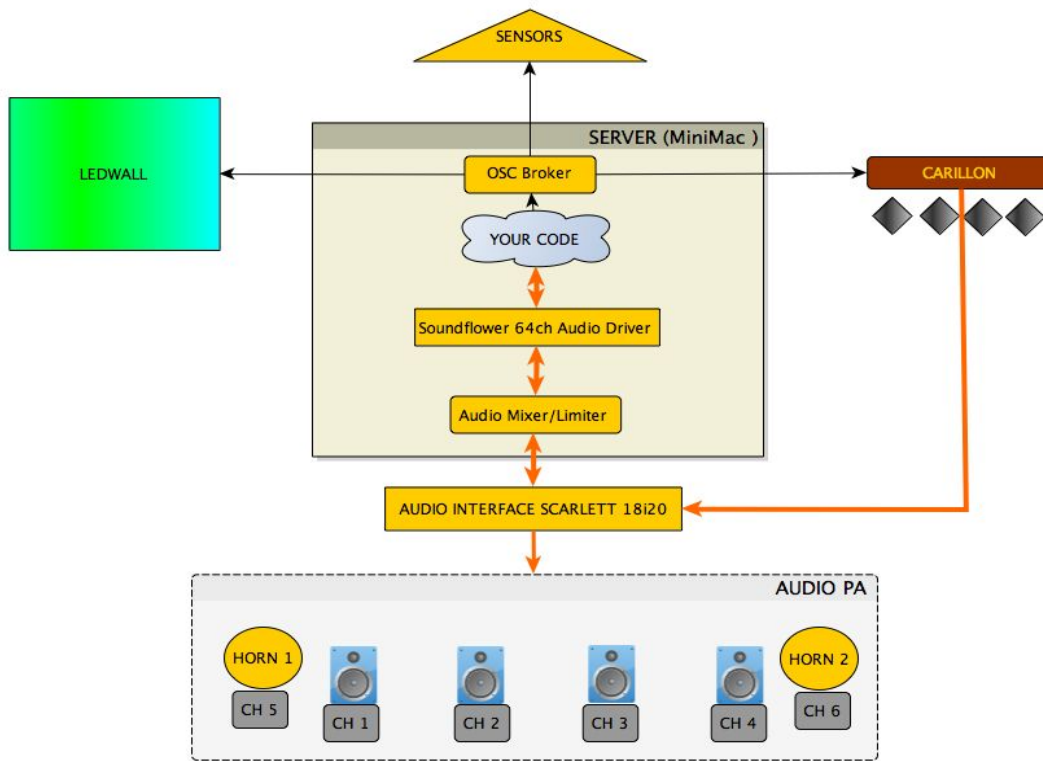 SENSORS
SERVER (MiniMac )
LEDWALL
OSC Broker
CARILLON
YOUR CODE
Soundflower 64ch Audio Driver
Audio Mixer/Limiter
AUDIO INTERFACE SCARLETT 18i20
AUDIO PA
HORN 1
HORN 2
CH 5
CH 1
CH 2
CH 3
CH 4
CH 6